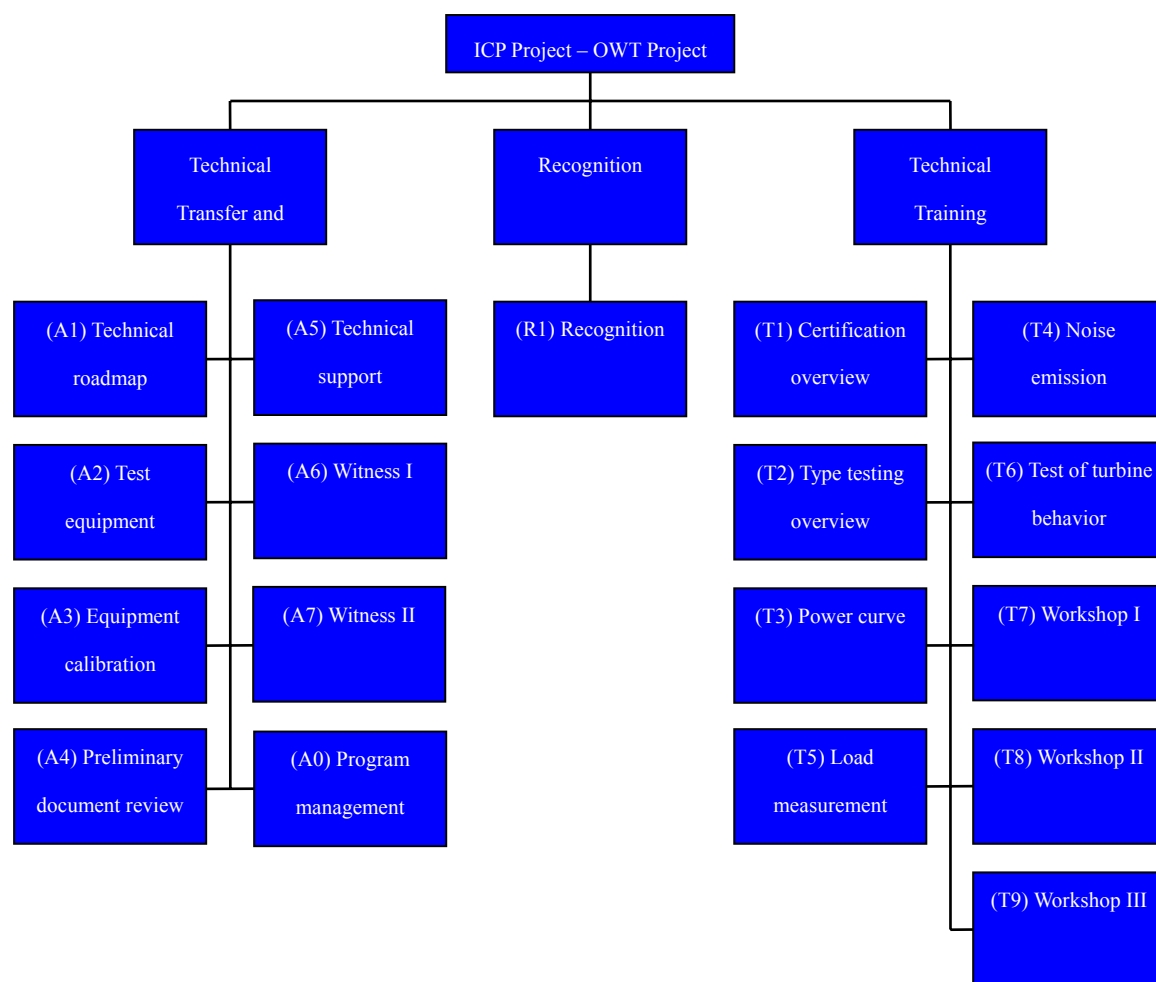 ICP Project – OWT Project
Technical
Transfer and
Recognition
Technical
Training
(A1) Technical
roadmap
(A5) Technical
support
(R1) Recognition
(T1) Certification
overview
(T4) Noise
emission
(A2) Test
equipment
(A6) Witness I
(T2) Type testing
overview
(T6) Test of turbine
behavior
(A3) Equipment
calibration
(A7) Witness II
(T3) Power curve
(T7) Workshop I
(A4) Preliminary
document review
(A0) Program
management
(T5) Load
measurement
(T8) Workshop II
(T9) Workshop III